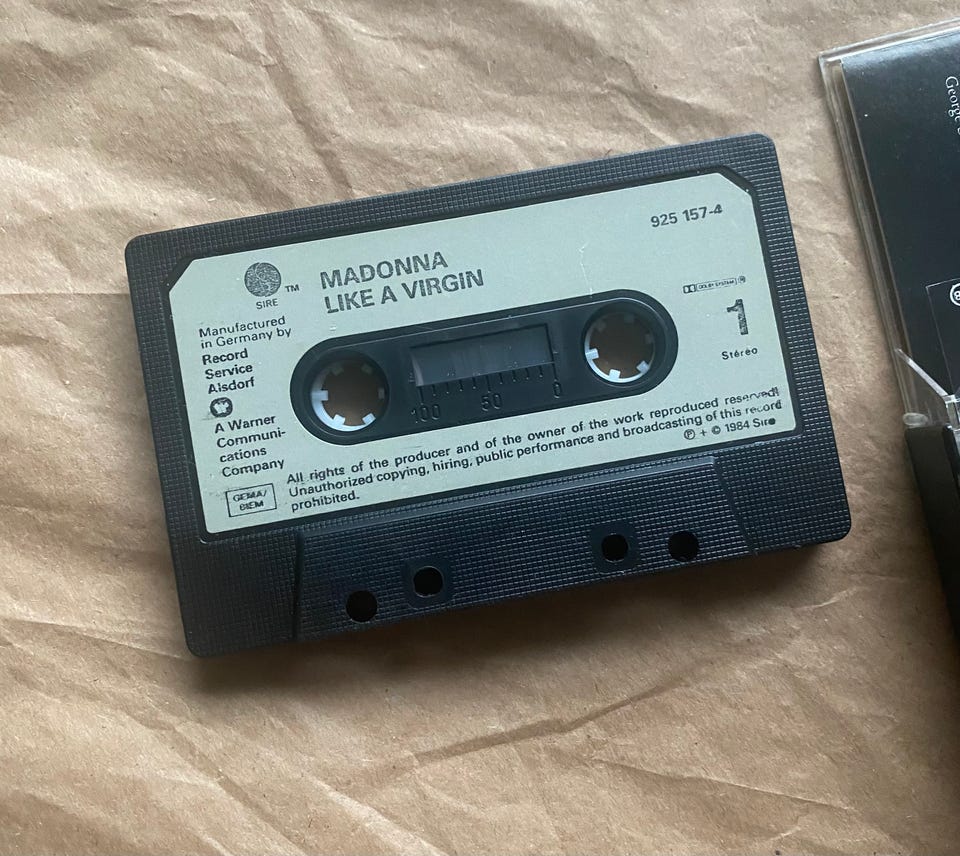 SIRE ™
MADONNA
LIKE A VIRGIN
925 157-4
Manufactured
in Germany by
Record
Service
Alsdorf
A Warner
Communi-
cations
Company
GEMA/
BIEM
DOLBY SYSTEM
1
Stéréo
100 50 0
All rights of the producer and of the owner of the work reproduced reserved!
Unauthorized copying, hiring, public performance and broadcasting of this record
prohibited.
℗ + © 1984 Sire
George